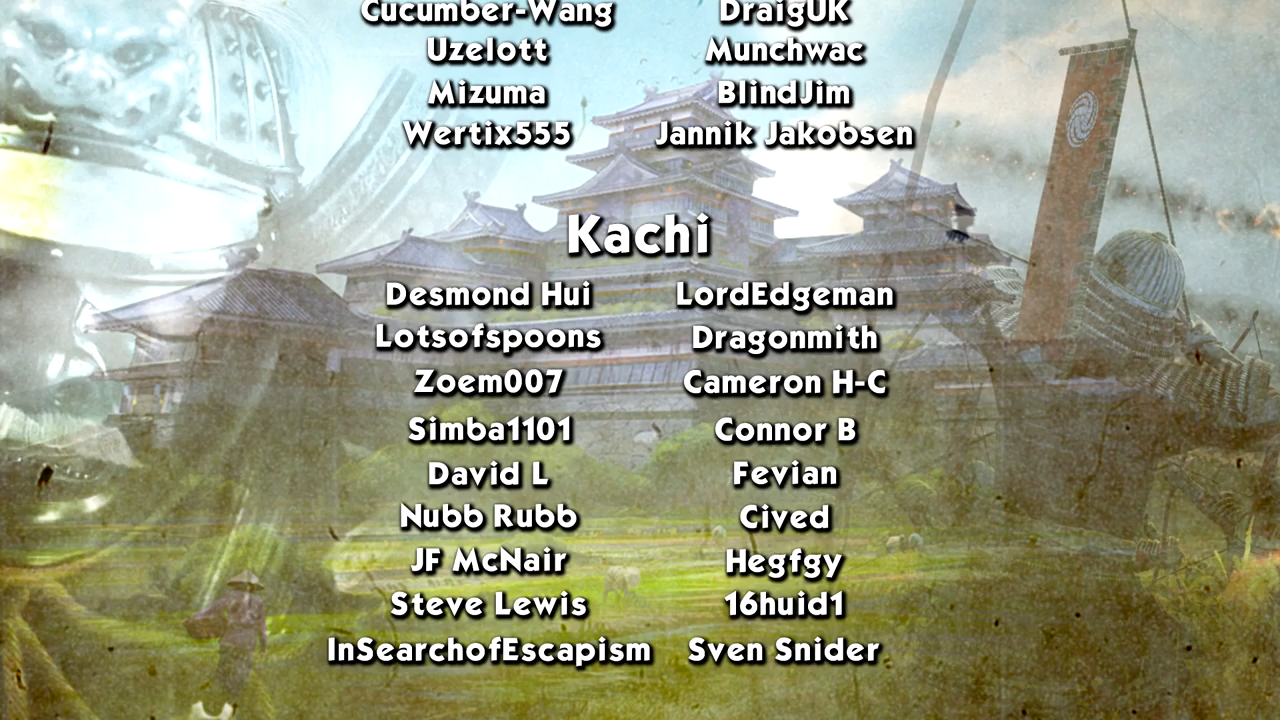 Cucumber-Wang DraigUK
Uzelott Munchwac
Mizuma BlindJim
Wertix555 Jannik Jakobsen
Kachi
Desmond Hui LordEdgeman
Lotsofspoons Dragonmith
Zoem007 Cameron H-C
Simba1101 Connor B
David L Fevian
Nubb Rubb Cived
JF McNair Hegfgy
Steve Lewis 16huid1
InSearchofEscapism Sven Snider